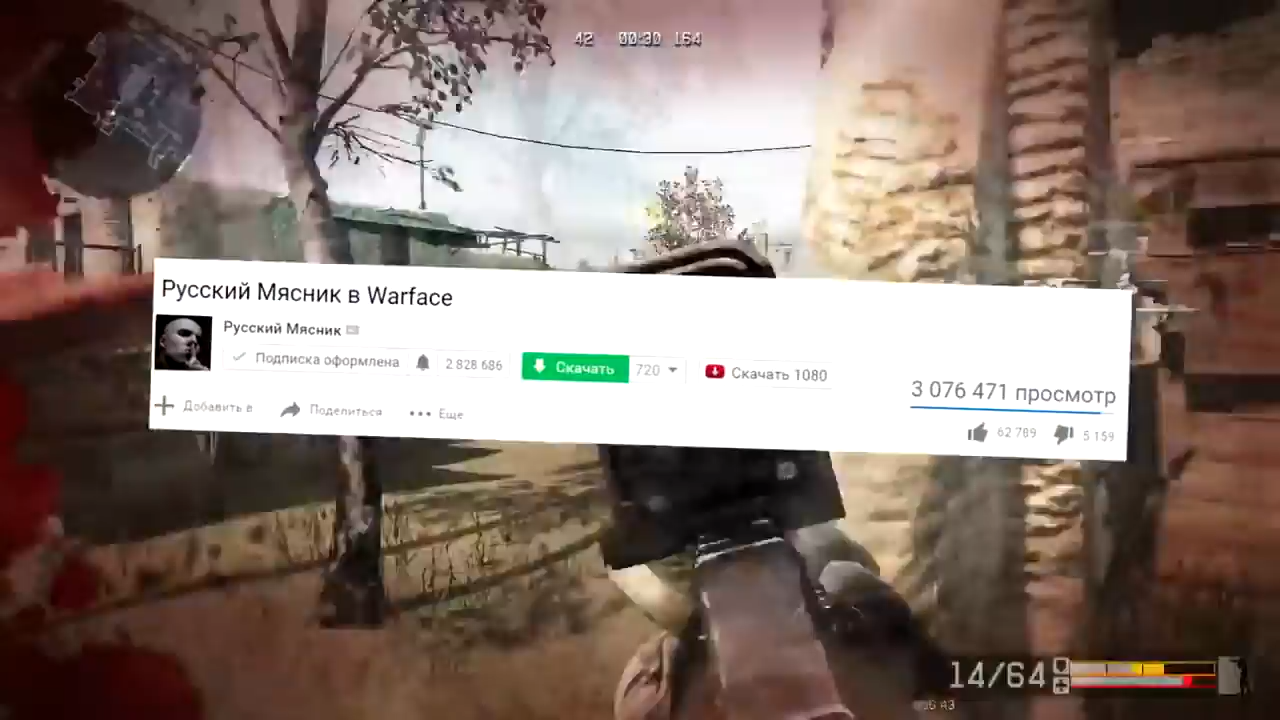 42 00:30 164
Русский Мясник в Warface
Русский Мясник
Подписка оформлена 2 828 686 Скачать 720 Скачать 1080
3 076 471 просмотр
Добавить в Поделиться Еще
62 789 5 159
14/64